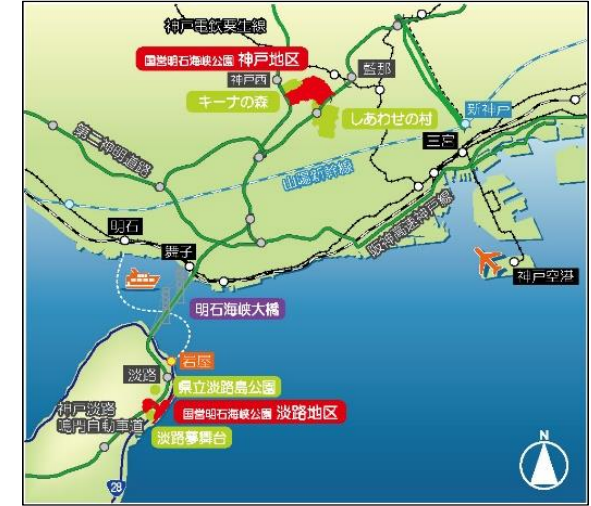 神戸電鉄粟生線
国営明石海峡公園 神戸地区
神戸西
藍那
キーナの森
しあわせの村
新神戸
三宮
第二神明道路
山陽新幹線
阪神高速神戸線
明石
舞子
神戸空港
明石海峡大橋
岩屋
淡路
県立淡路島公園
神戸淡路
鳴門自動車道
国営明石海峡公園 淡路地区
淡路夢舞台
28
N